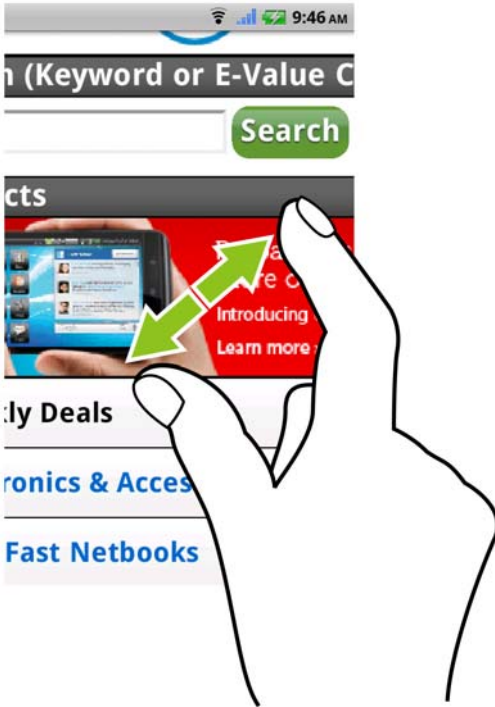 9:46 AM
(Keyword or E-Value C
Search
cts
Introducing
Learn more
kly Deals
ronics & Acces
Fast Netbooks